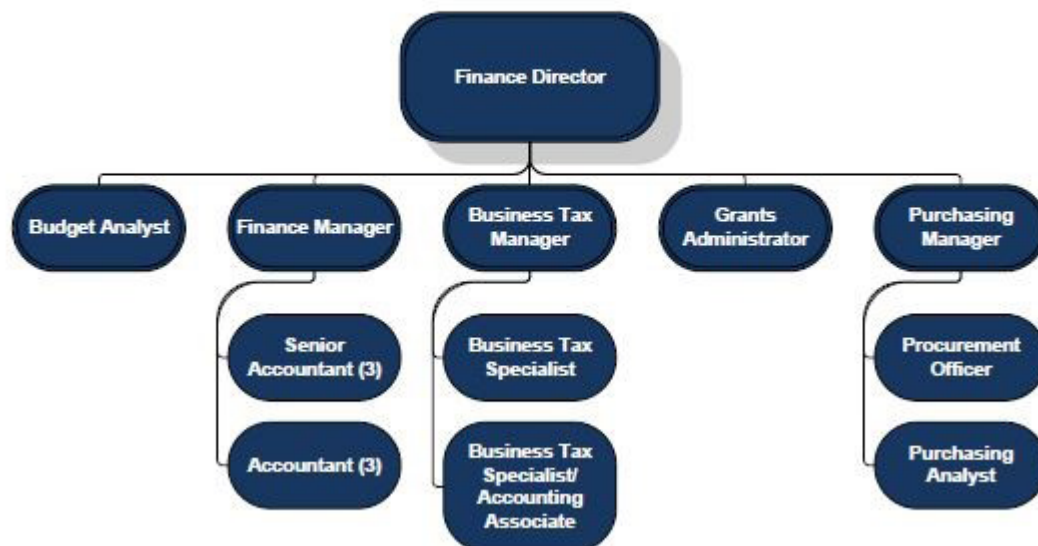 Finance Director
Budget Analyst
Finance Manager
Business Tax
Manager
Grants
Administrator
Purchasing
Manager
Senior
Accountant (3)
Business Tax
Specialist
Procurement
Officer
Accountant (3)
Business Tax
Specialist/
Accounting
Associate
Purchasing
Analyst